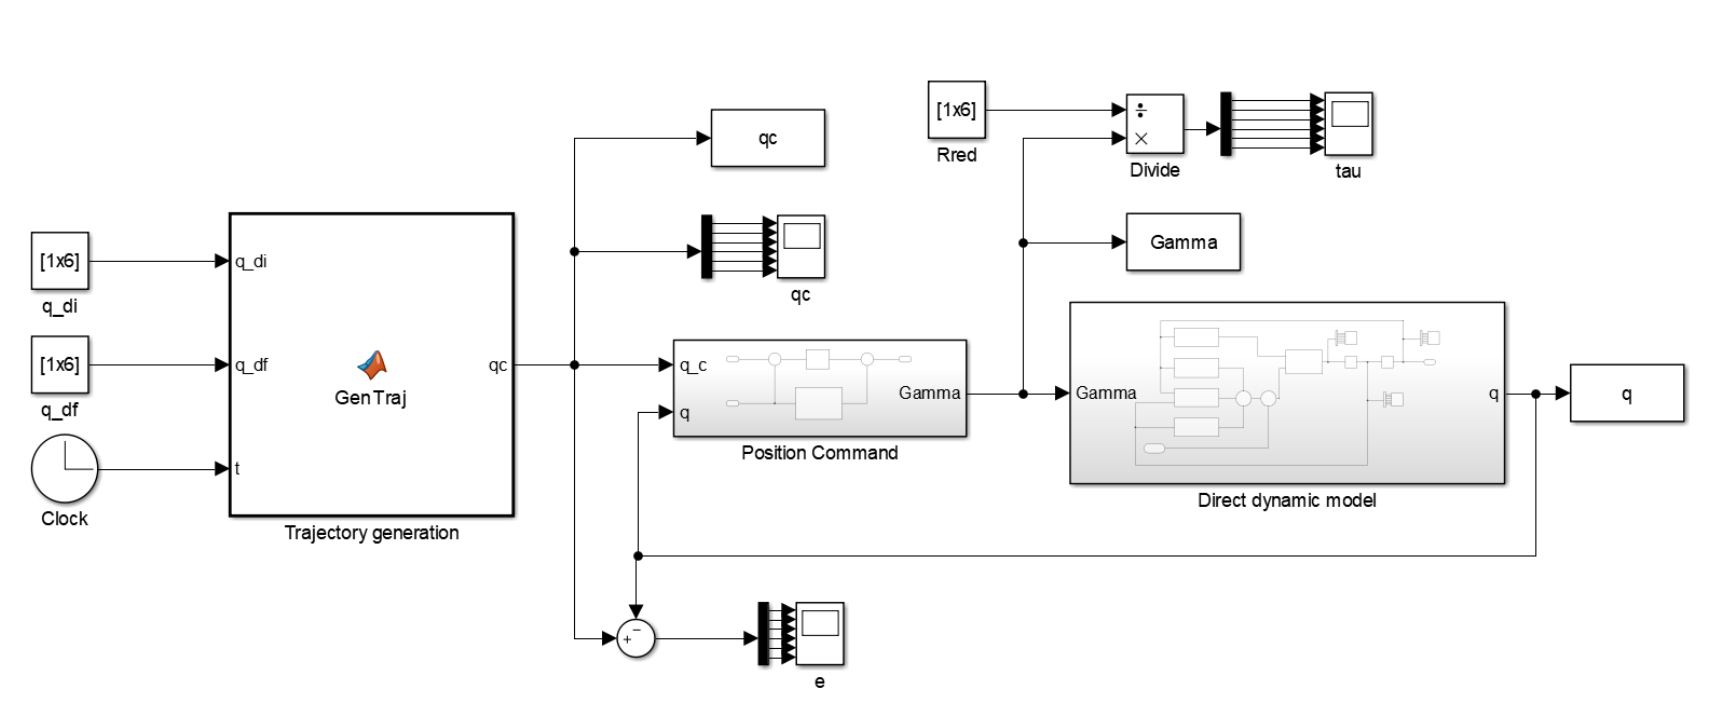 [1x6]
q_di
[1x6]
q_df
Clock
q_di
q_df
t
GenTraj
qc
Trajectory generation
qc
qc
q_c
q
Gamma
Position Command
+
−
e
[1x6]
Rred
÷
×
Divide
tau
Gamma
Gamma
q
Direct dynamic model
q